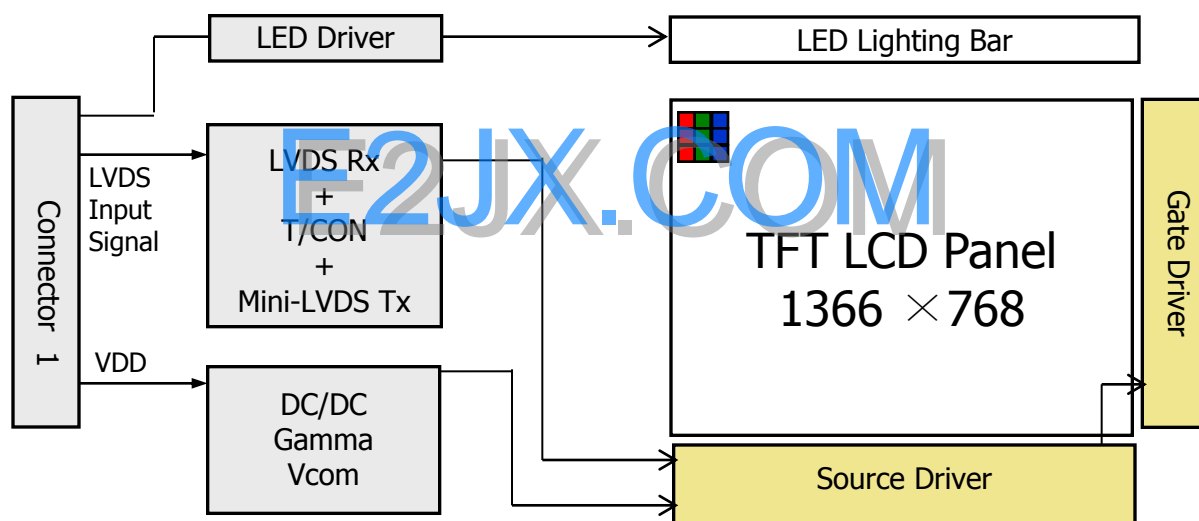 LED Driver
LED Lighting Bar
Connector 1
LVDS
Input
Signal
LVDS Rx
+
T/CON
+
Mini-LVDS Tx
E2JX.COM
TFT LCD Panel
1366 ×768
Gate Driver
VDD
DC/DC
Gamma
Vcom
Source Driver